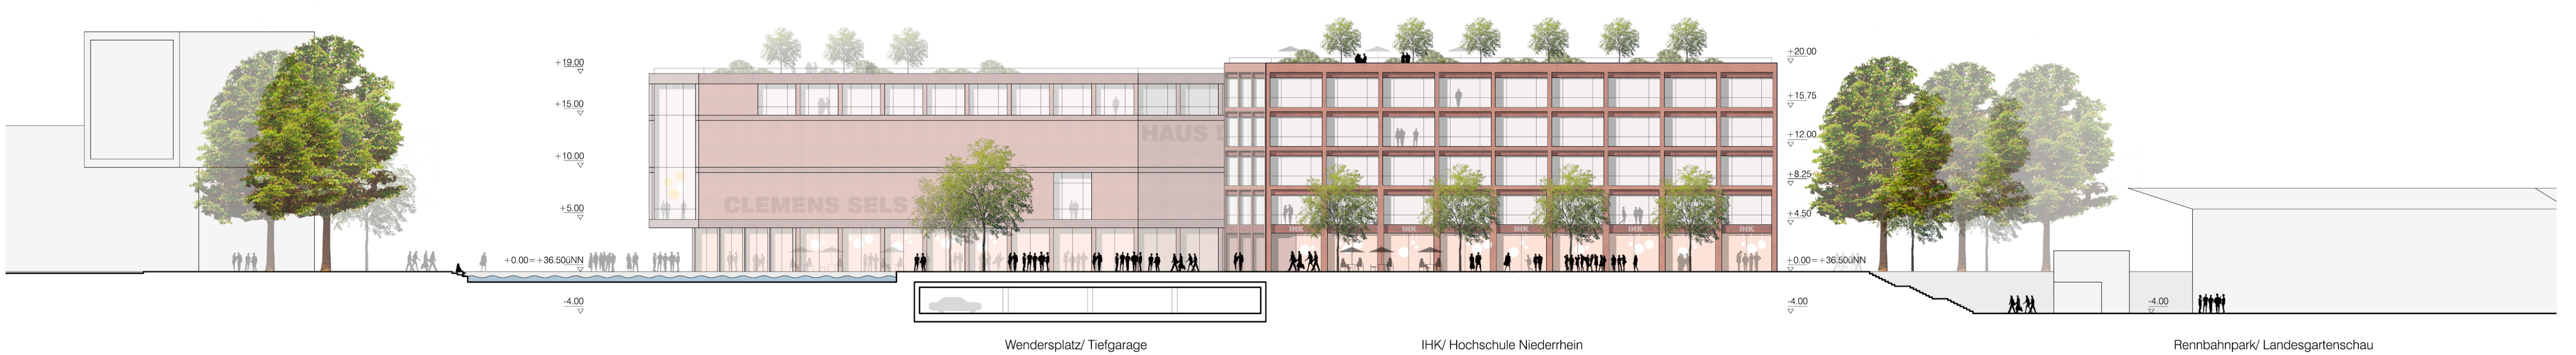 +19.00
+15.00
+10.00
+5.00
+0.00=+36.50üNN
-4.00
CLEMENS SELS
HAUS D
IHK
IHK
IHK
IHK
IHK
+20.00
+15.75
+12.00
+8.25
+4.50
+0.00=+36.50üNN
-4.00
-4.00
Wendersplatz/ Tiefgarage
IHK/ Hochschule Niederrhein
Rennbahnpark/ Landesgartenschau